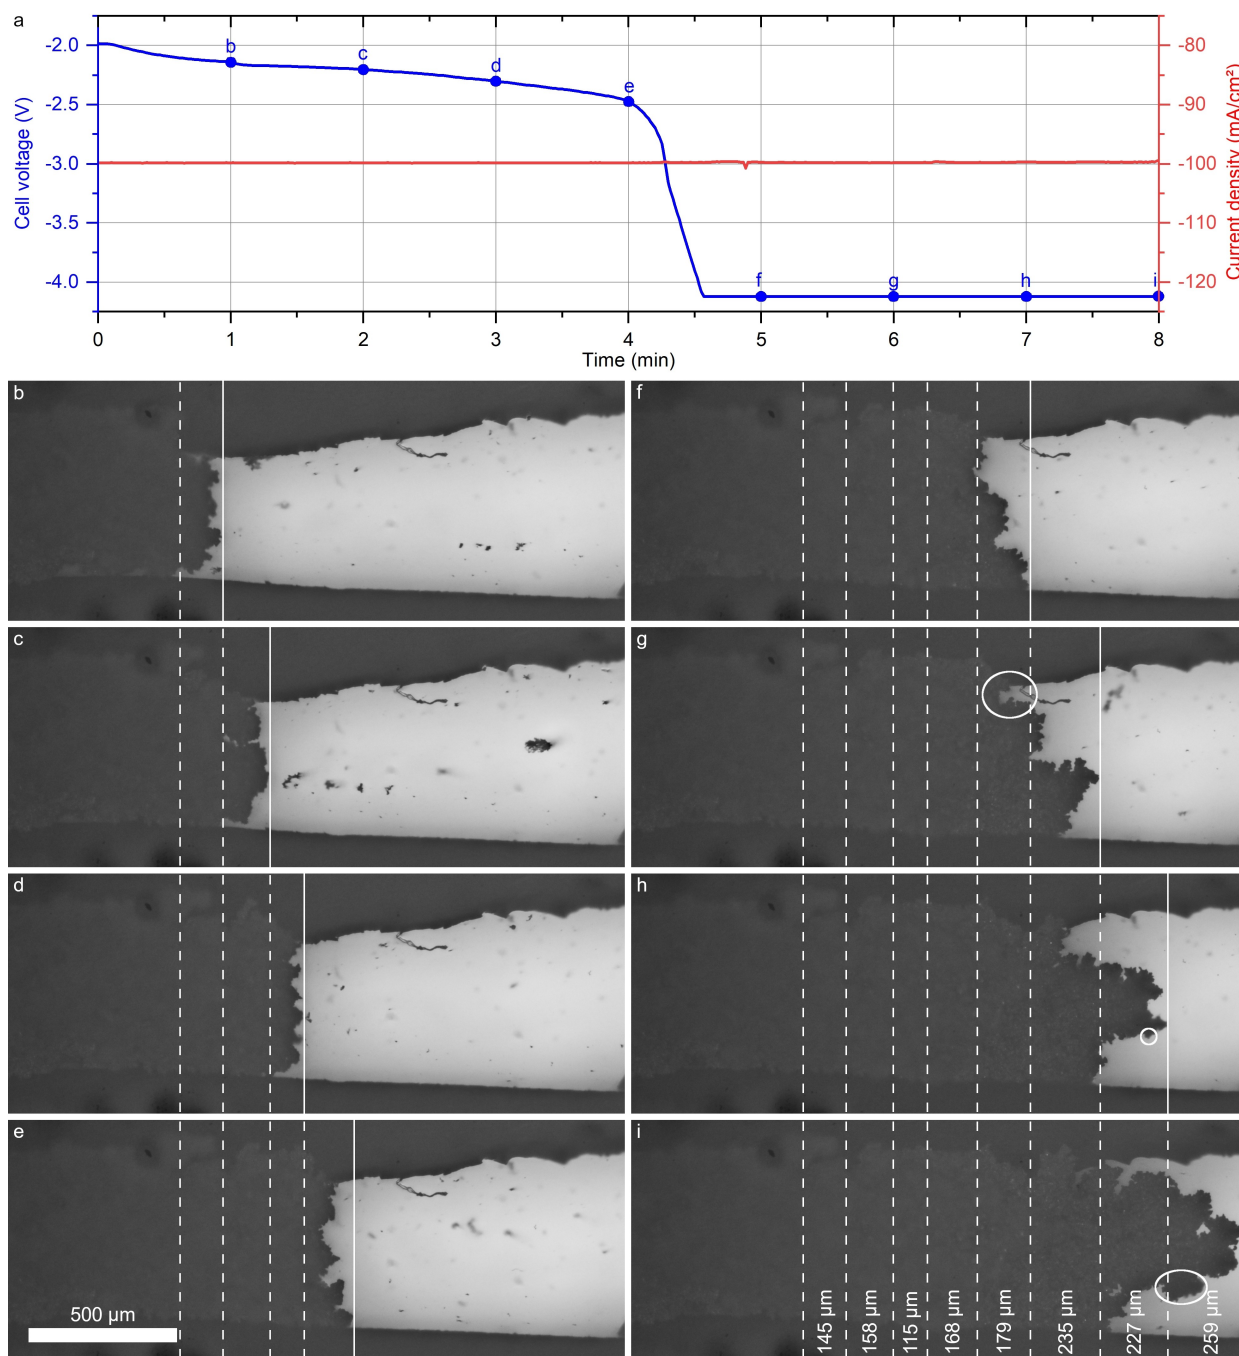 a
-2.0
-2.5
-3.0
-3.5
-4.0
Cell voltage (V)
b
c
d
e
f
g
h
i
-80
-90
-100
-110
-120
Current density (mA/cm²)
0 1 2 3 4 5 6 7 8
Time (min)
b
c
d
e
500 µm
f
g
h
i
145 µm
158 µm
115 µm
168 µm
179 µm
235 µm
227 µm
259 µm